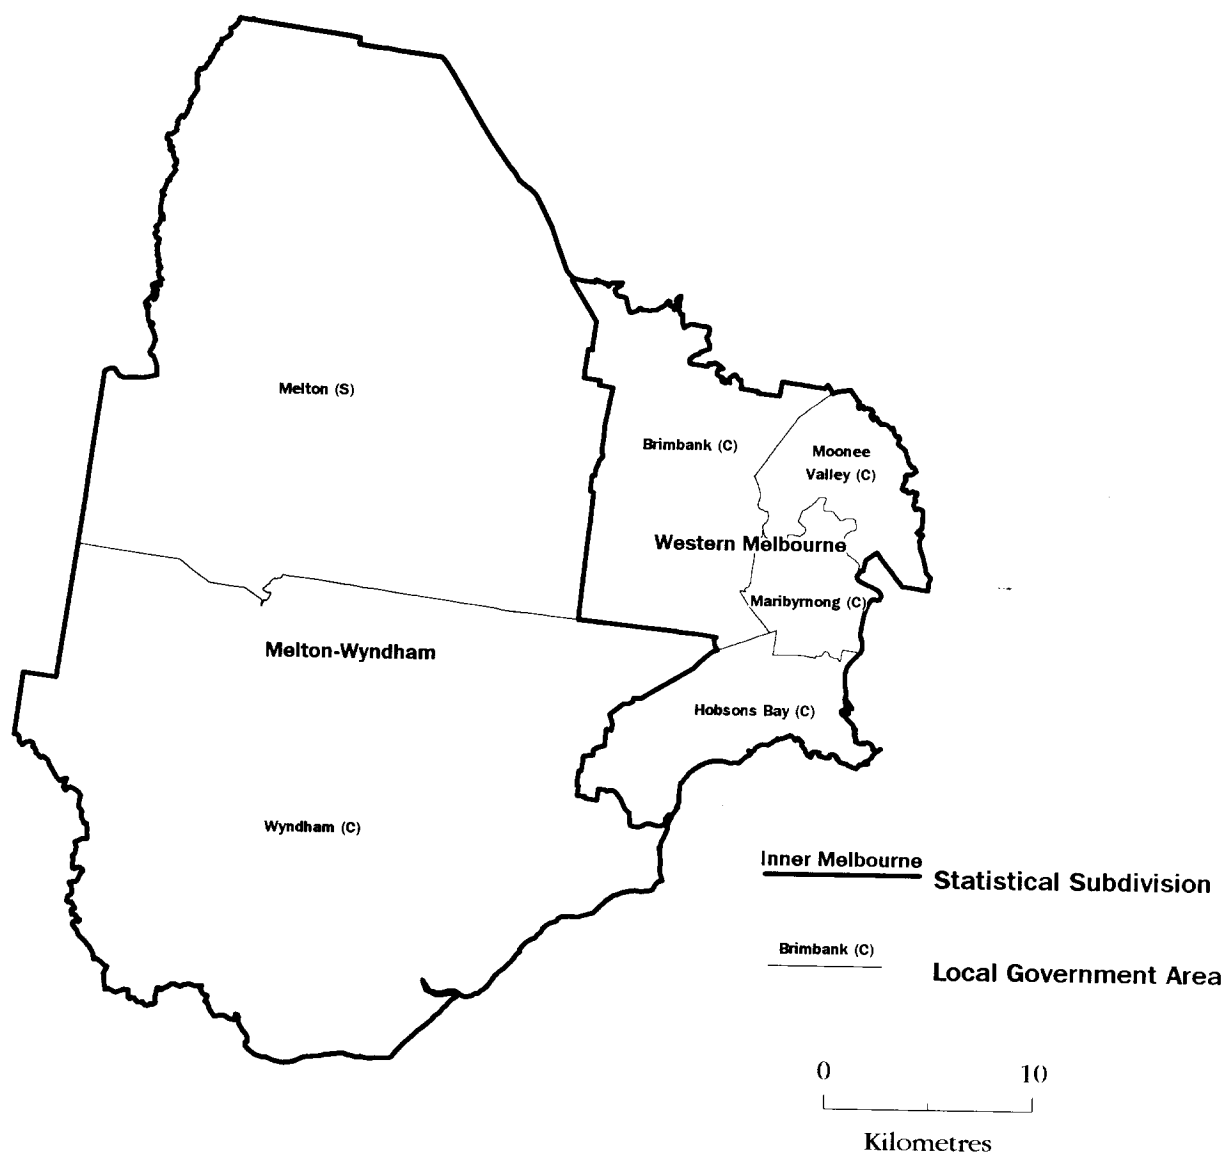 Melton (S)
Brimbank (C)
Moonee
Valley (C)
Western Melbourne
Maribyrnong (C)
Melton-Wyndham
Hobsons Bay (C)
Wyndham (C)
Inner Melbourne
Statistical Subdivision
Brimbank (C)
Local Government Area
0 10
Kilometres